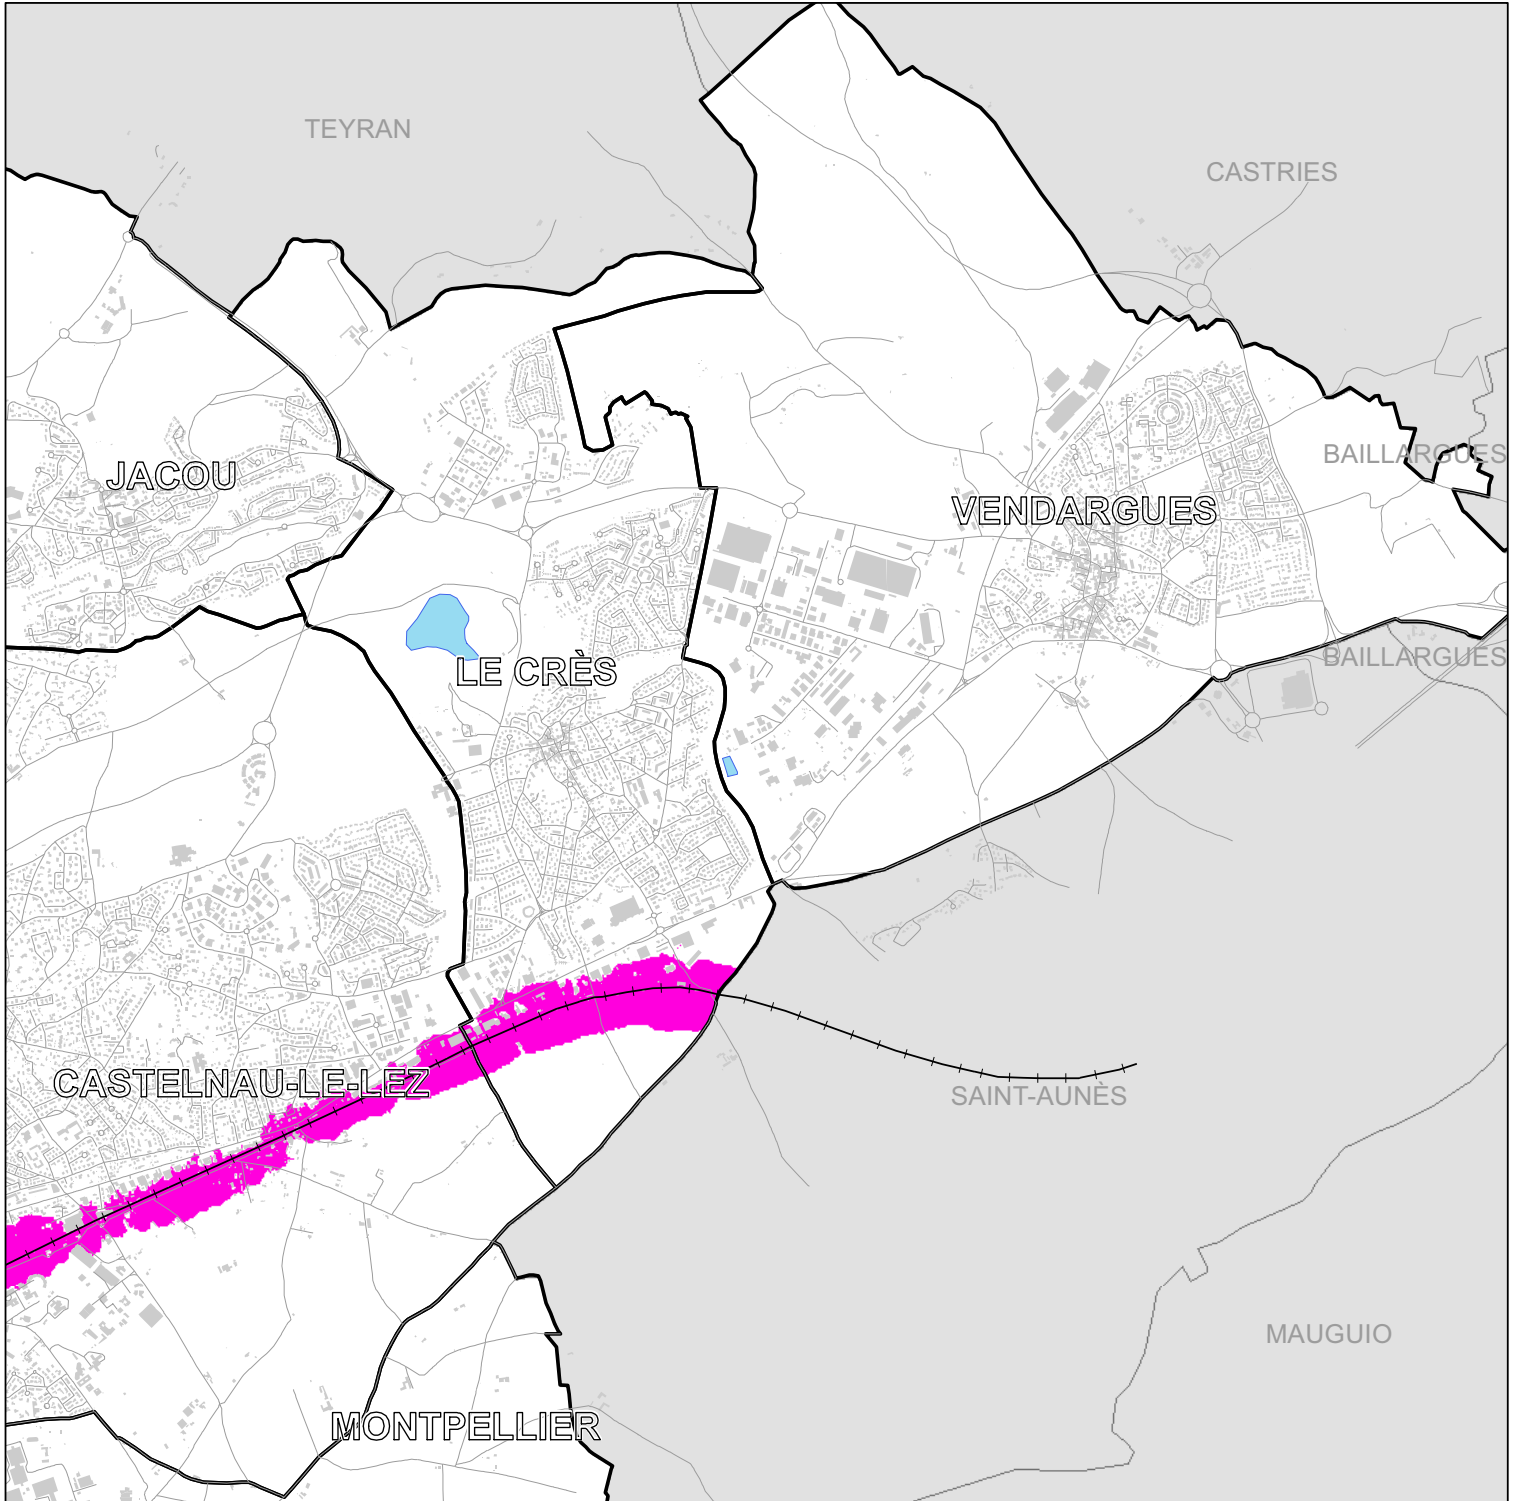 TEYRAN
CASTRIES
BAILLARGUES
JACOU
VENDARGUES
LE CRÈS
BAILLARGUES
CASTELNAU-LE-LEZ
SAINT-AUNÈS
MAUGUIO
MONTPELLIER